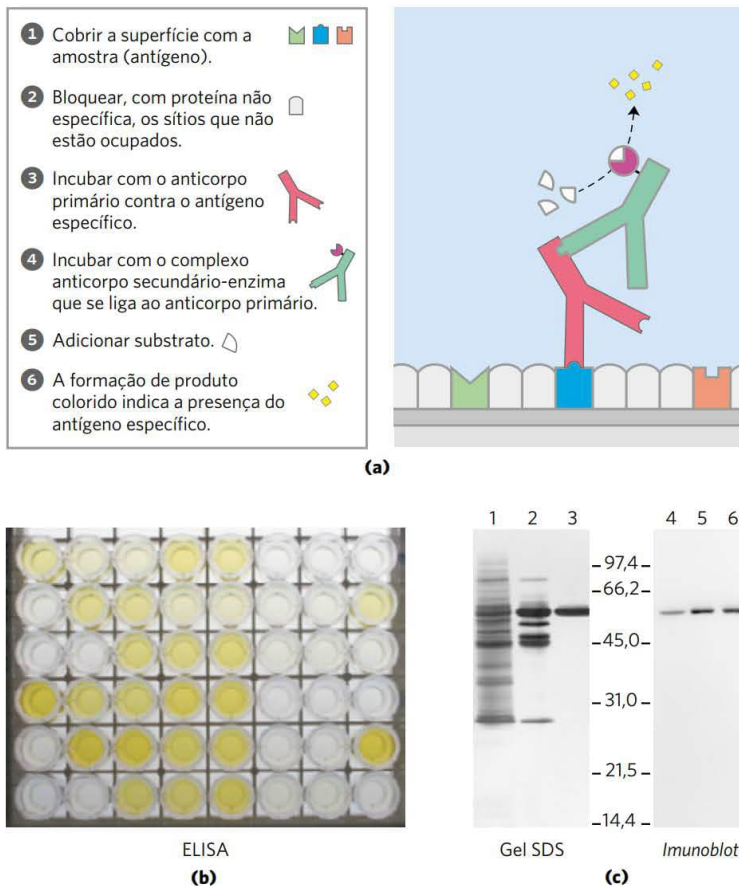 1 Cobrir a superfície com a
amostra (antígeno).
2 Bloquear, com proteína não
específica, os sítios que não
estão ocupados.
3 Incubar com o anticorpo
primário contra o antígeno
específico.
4 Incubar com o complexo
anticorpo secundário-enzima
que se liga ao anticorpo primário.
5 Adicionar substrato.
6 A formação de produto
colorido indica a presença do
antígeno específico.
(a)
1 2 3 4 5 6
97,4
66,2
45,0
31,0
21,5
14,4
ELISA
Gel SDS
Imunoblot
(b)
(c)